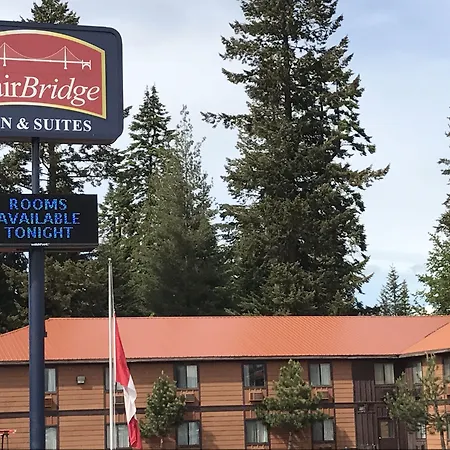 airBridge
N & SUITES
ROOMS
AVAILABLE
TONIGHT